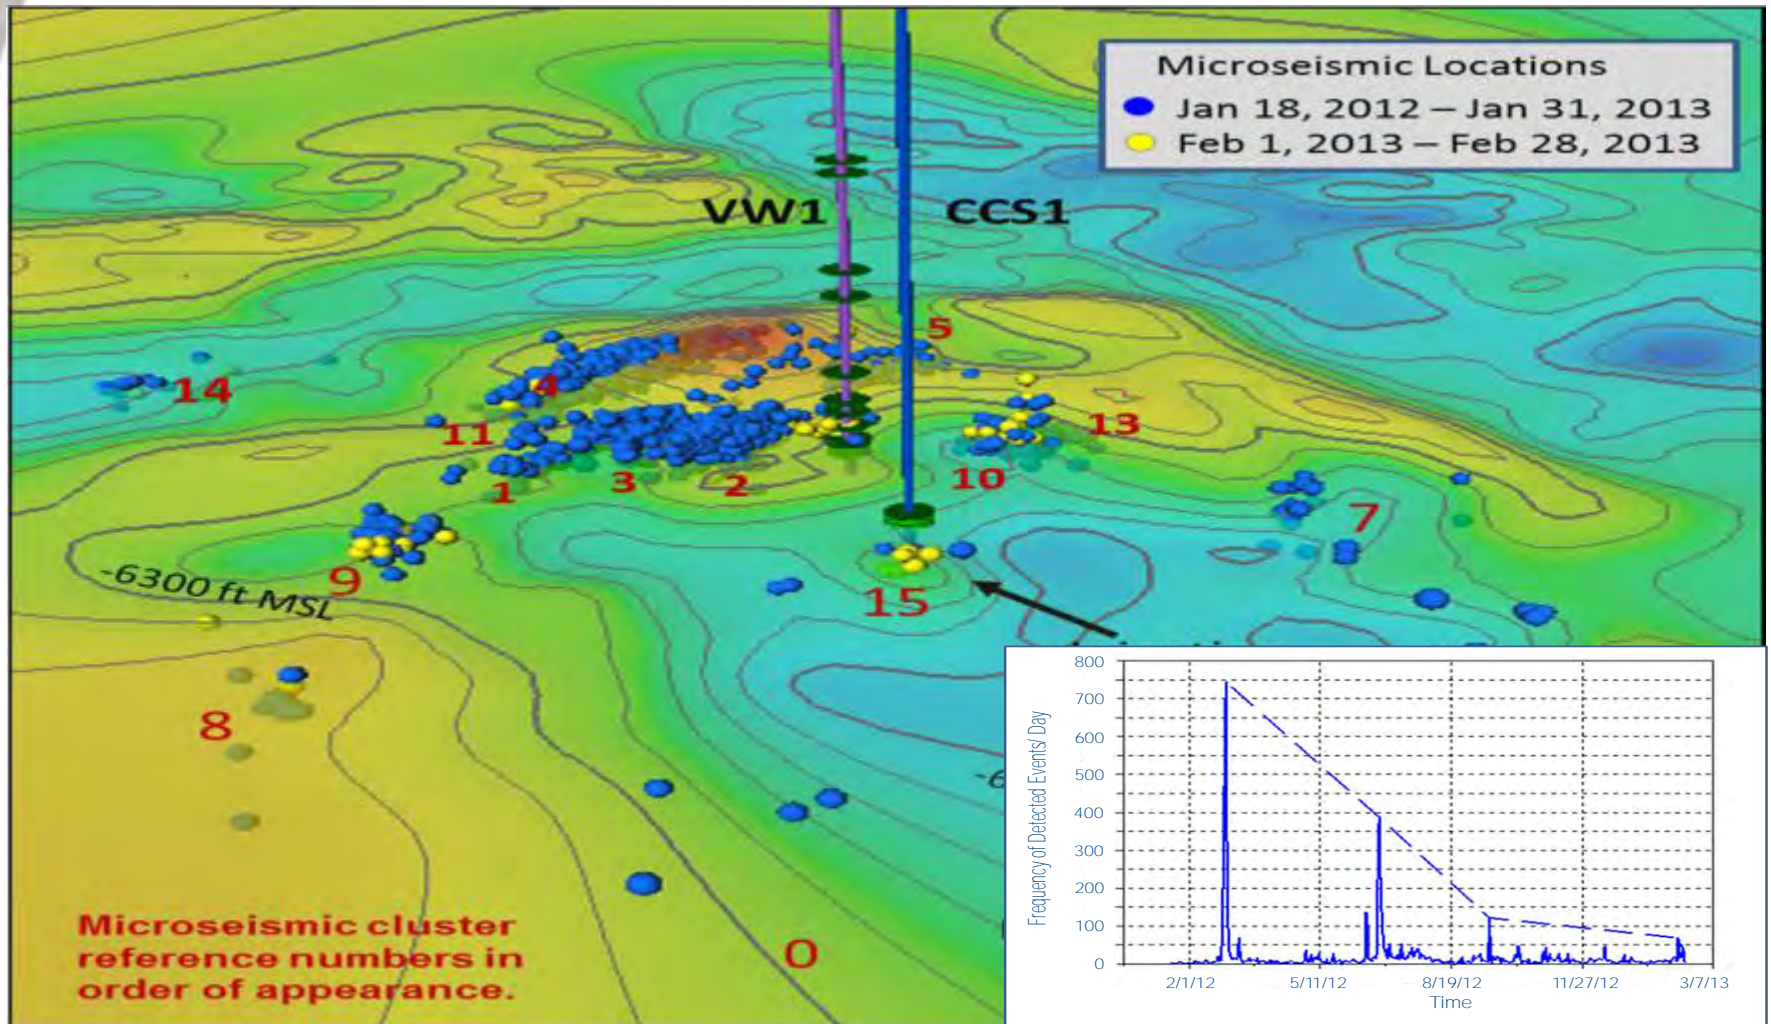 Microseismic Locations
Jan 18, 2012 – Jan 31, 2013
Feb 1, 2013 – Feb 28, 2013
VW1
CCS1
5
14
4
11
13
1
3
2
10
7
9
15
-6300 ft MSL
8
0
Microseismic cluster
reference numbers in
order of appearance.
Frequency of Detected Events/ Day
800
700
600
500
400
300
200
100
0
2/1/12
5/11/12
8/19/12
11/27/12
3/7/13
Time